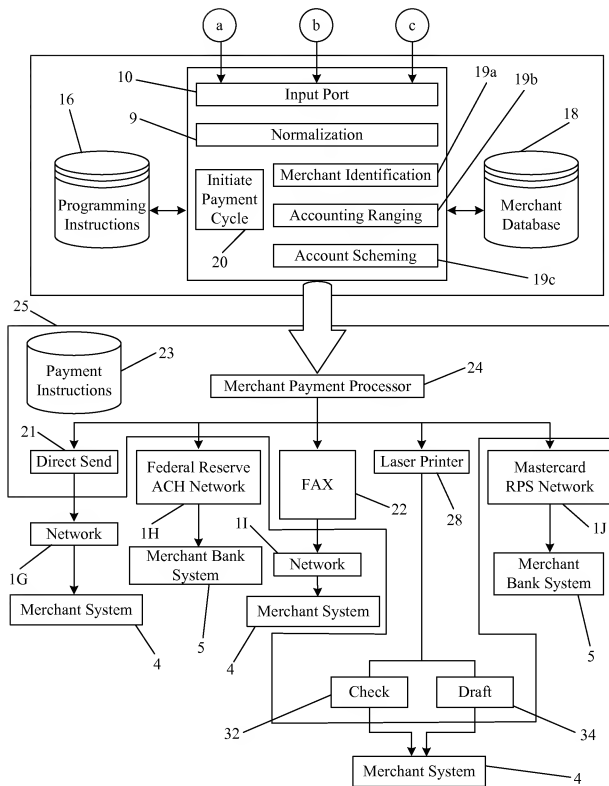 a
b
c
10
Input Port
19a
19b
16
9
Normalization
18
Programming
Instructions
Initiate
Payment
Cycle
20
Merchant Identification
Accounting Ranging
Account Scheming
19c
Merchant
Database
25
Payment
Instructions
23
Merchant Payment Processor
24
21
Direct Send
Federal Reserve
ACH Network
FAX
22
Laser Printer
28
Mastercard
RPS Network
1J
Network
1G
1H
Merchant Bank
System
5
1I
Network
Merchant
Bank System
5
Merchant System
4
Merchant System
4
Check
32
Draft
34
Merchant System
4